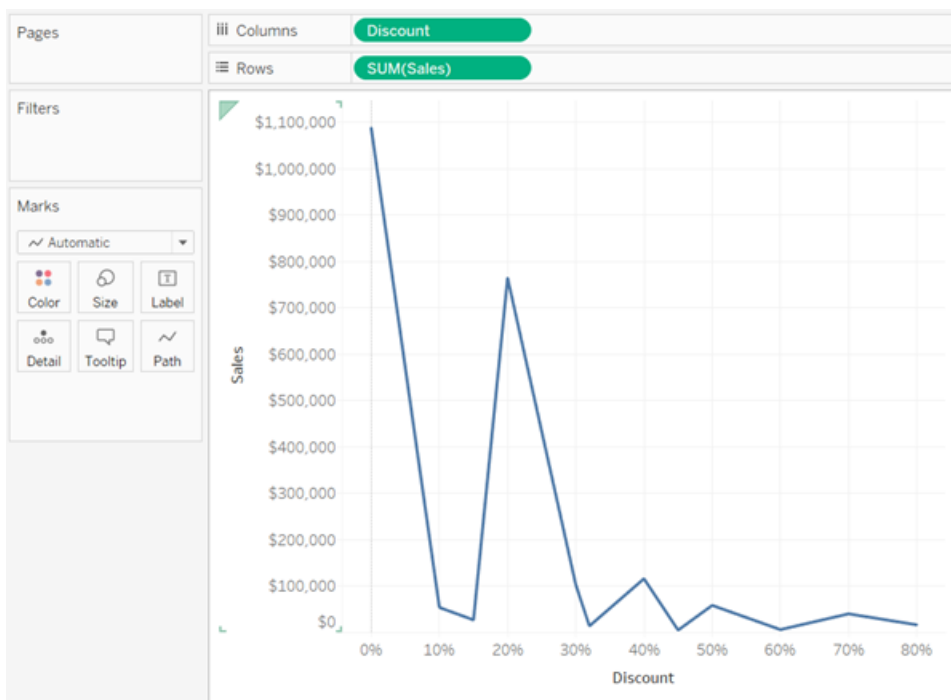 Pages
Columns
Discount
Rows
SUM(Sales)
Filters
Marks
Automatic
Color
Size
Label
Detail
Tooltip
Path
Sales
$1,100,000
$1,000,000
$900,000
$800,000
$700,000
$600,000
$500,000
$400,000
$300,000
$200,000
$100,000
$0
0% 10% 20% 30% 40% 50% 60% 70% 80%
Discount